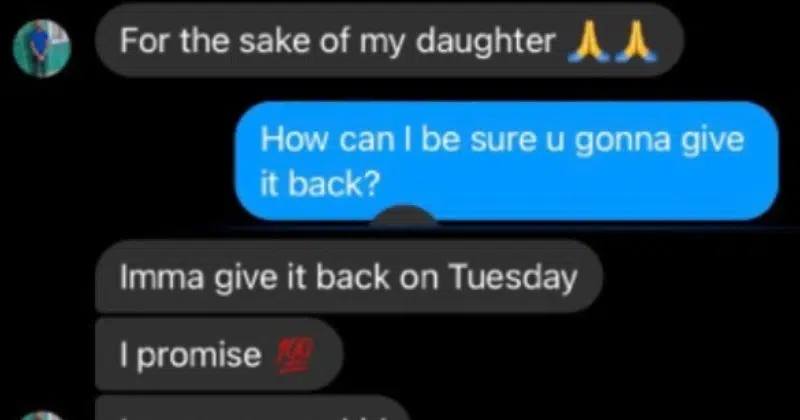 For the sake of my daughter 🙏🙏
How can I be sure u gonna give
it back?
Imma give it back on Tuesday
I promise 💯